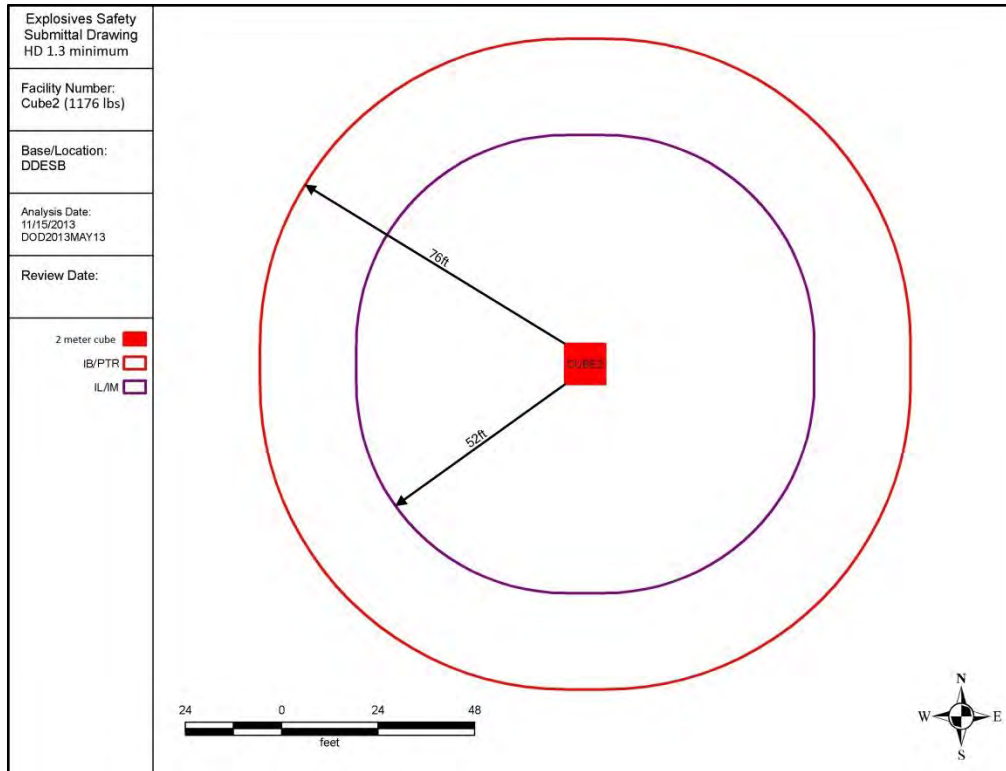 Explosives Safety
Submittal Drawing
HD 1.3 minimum
Facility Number:
Cube2 (1176 lbs)
Base/Location:
DDESB
Analysis Date:
11/15/2013
DOD2013MAY13
Review Date:
2 meter cube
IB/PTR
IL/IM
76ft
CUBE2
52ft
24 0 24 48
feet
N
W E
S